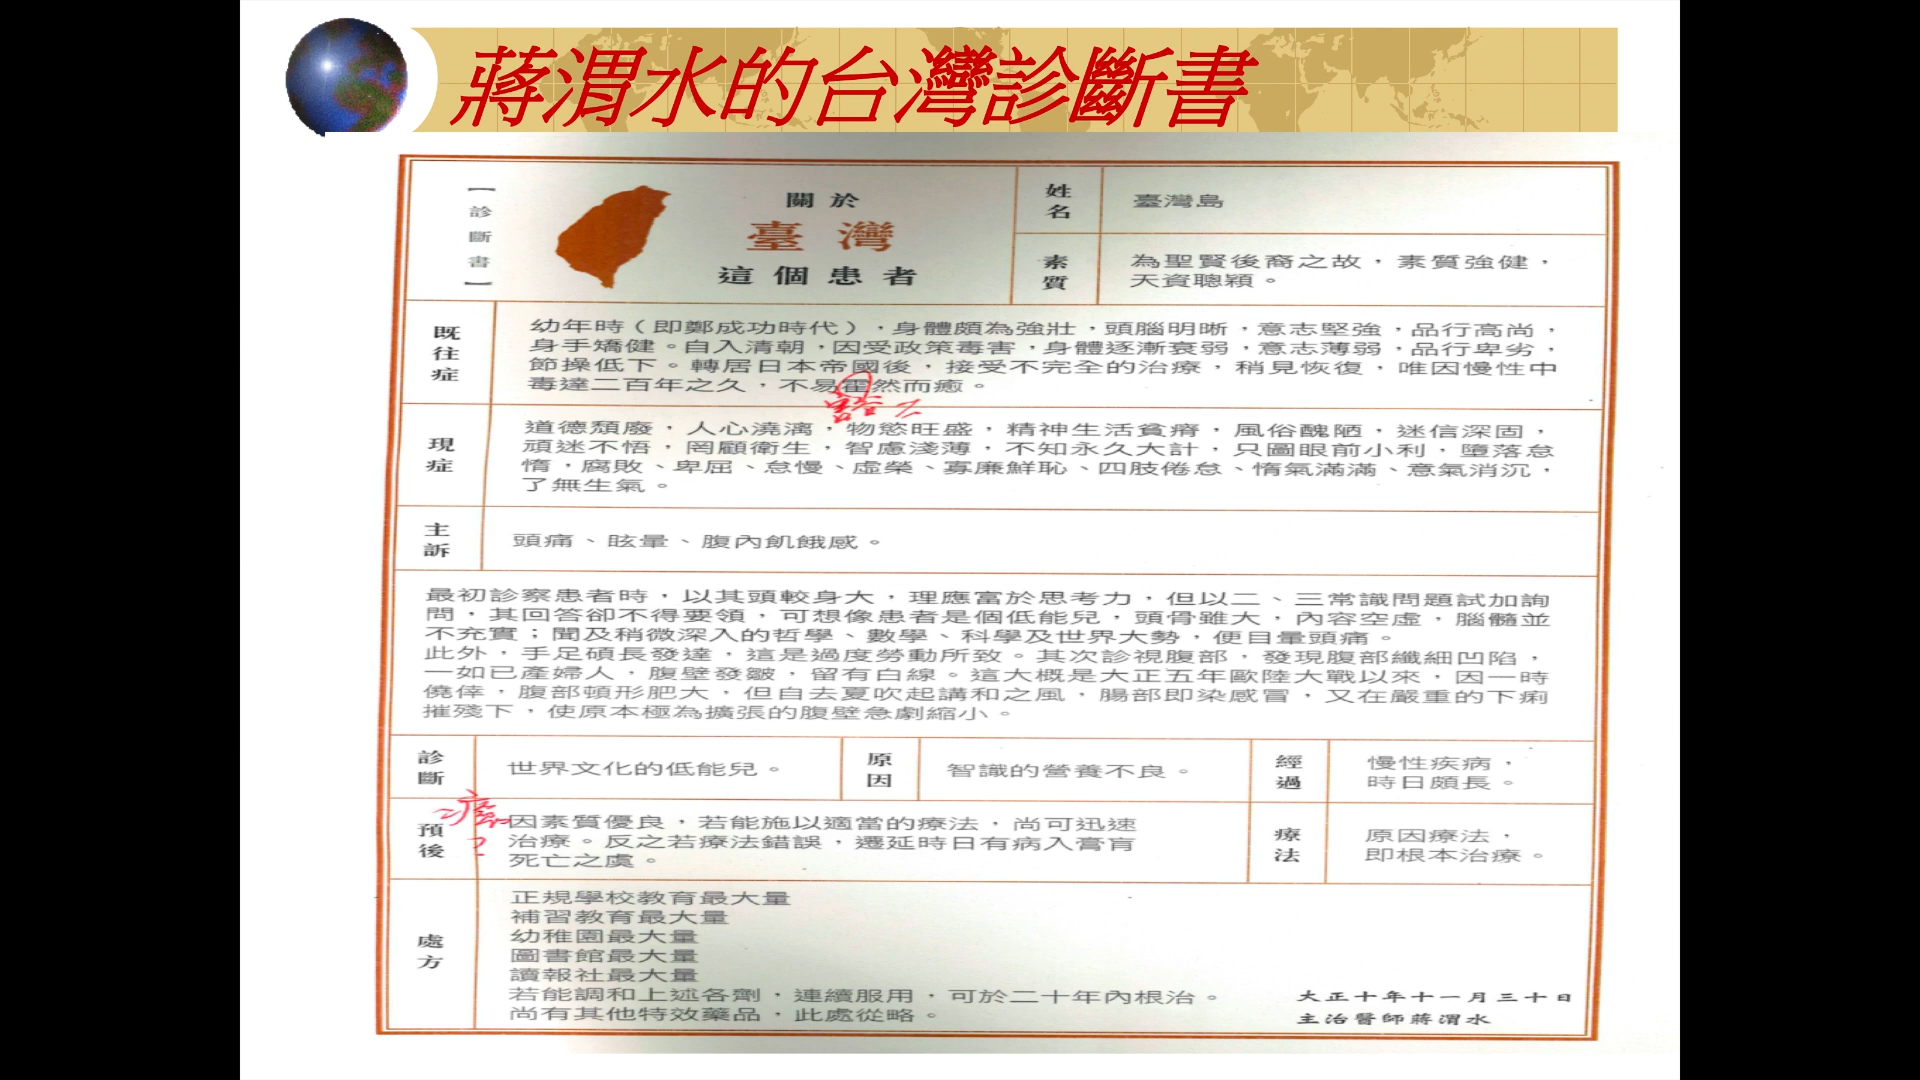 蔣渭水的台灣診斷書
【診斷書】
關於
臺灣
這個患者
姓名
臺灣島
素質
為聖賢後裔之故，素質強健，
天資聰穎。
既往症
幼年時（即鄭成功時代），身體頗為強壯，頭腦明晰，意志堅強，品行高尚，
身手矯健。自入清朝，因受政策毒害，身體逐漸衰弱，意志薄弱，品行卑劣，
節操低下。轉居日本帝國後，接受不完全的治療，稍見恢復，唯因慢性中
毒達二百年之久，不易霍然而癒。
現症
道德頹廢，人心澆漓，物慾旺盛，精神生活貧瘠，風俗醜陋，迷信深固，
頑迷不悟，罔顧衛生，智慮淺薄，不知永久大計，只圖眼前小利，墮落怠
惰，腐敗、卑屈、怠慢、虛榮、寡廉鮮恥、四肢倦怠、惰氣滿滿、意氣消沉，
了無生氣。
主訴
頭痛、眩暈、腹內飢餓感。
最初診察患者時，以其頭較身大，理應富於思考力，但以二、三常識問題試加詢
問，其回答卻不得要領，可想像患者是個低能兒，頭骨雖大，內容空虛，腦髓並
不充實；聞及稍微深入的哲學、數學、科學及世界大勢，便目暈頭痛。
此外，手足碩長發達，這是過度勞動所致。其次診視腹部，發現腹部纖細凹陷，
一如已產婦人，腹壁發皺，留有白線。這大概是大正五年歐陸大戰以來，因一時
僥倖，腹部頓形肥大，但自去夏吹起講和之風，腸部即染感冒，又在嚴重的下痢
摧殘下，使原本極為擴張的腹壁急劇縮小。
診斷
世界文化的低能兒。
原因
智識的營養不良。
經過
慢性疾病，
時日頗長。
預後
因素質優良，若能施以適當的療法，尚可迅速
治療。反之若療法錯誤，遷延時日有病入膏肓
死亡之虞。
療法
原因療法，
即根本治療。
處方
正規學校教育最大量
補習教育最大量
幼稚園最大量
圖書館最大量
讀報社最大量
若能調和上述各劑，連續服用，可於二十年內根治。
尚有其他特效藥品，此處從略。
大正十年十一月三十日
主治醫師蔣渭水